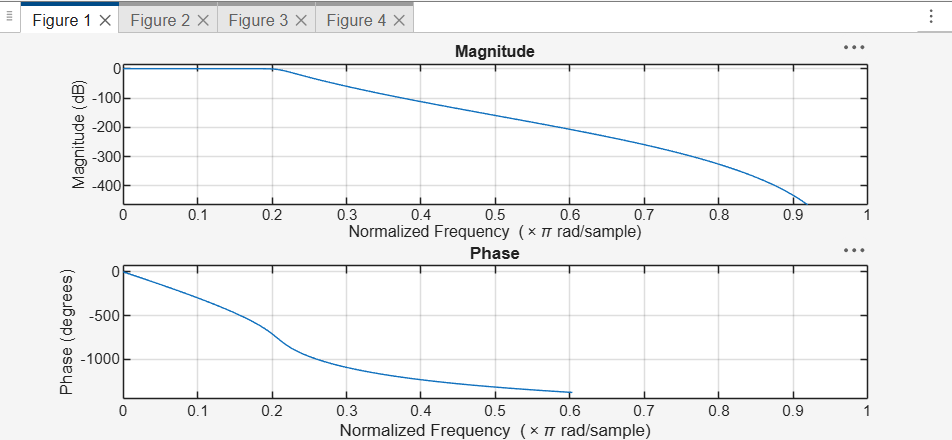 Figure 1 × Figure 2 × Figure 3 × Figure 4 ×
Magnitude
Magnitude (dB)
0
-100
-200
-300
-400
0 0.1 0.2 0.3 0.4 0.5 0.6 0.7 0.8 0.9 1
Normalized Frequency (× π rad/sample)
Phase
Phase (degrees)
0
-500
-1000
0 0.1 0.2 0.3 0.4 0.5 0.6 0.7 0.8 0.9 1
Normalized Frequency (× π rad/sample)